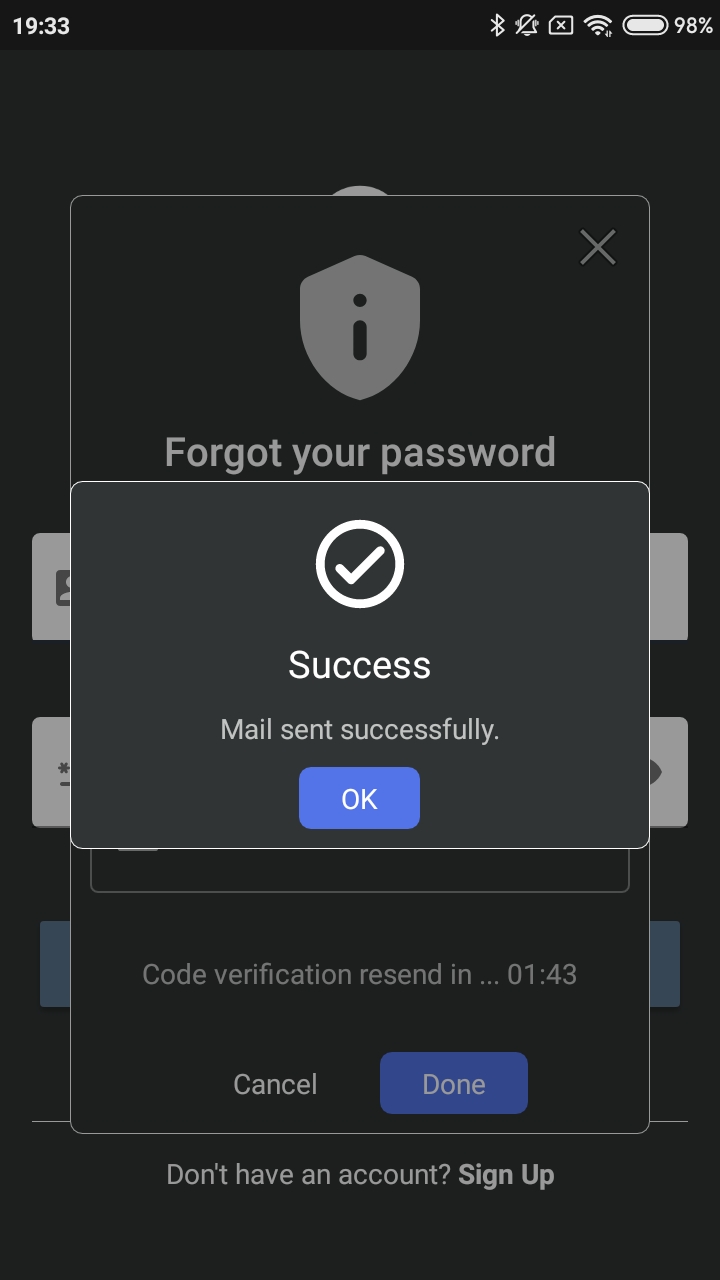 19:33
98%
Forgot your password
Success
Mail sent successfully.
OK
Code verification resend in ... 01:43
Cancel
Done
Don't have an account? Sign Up